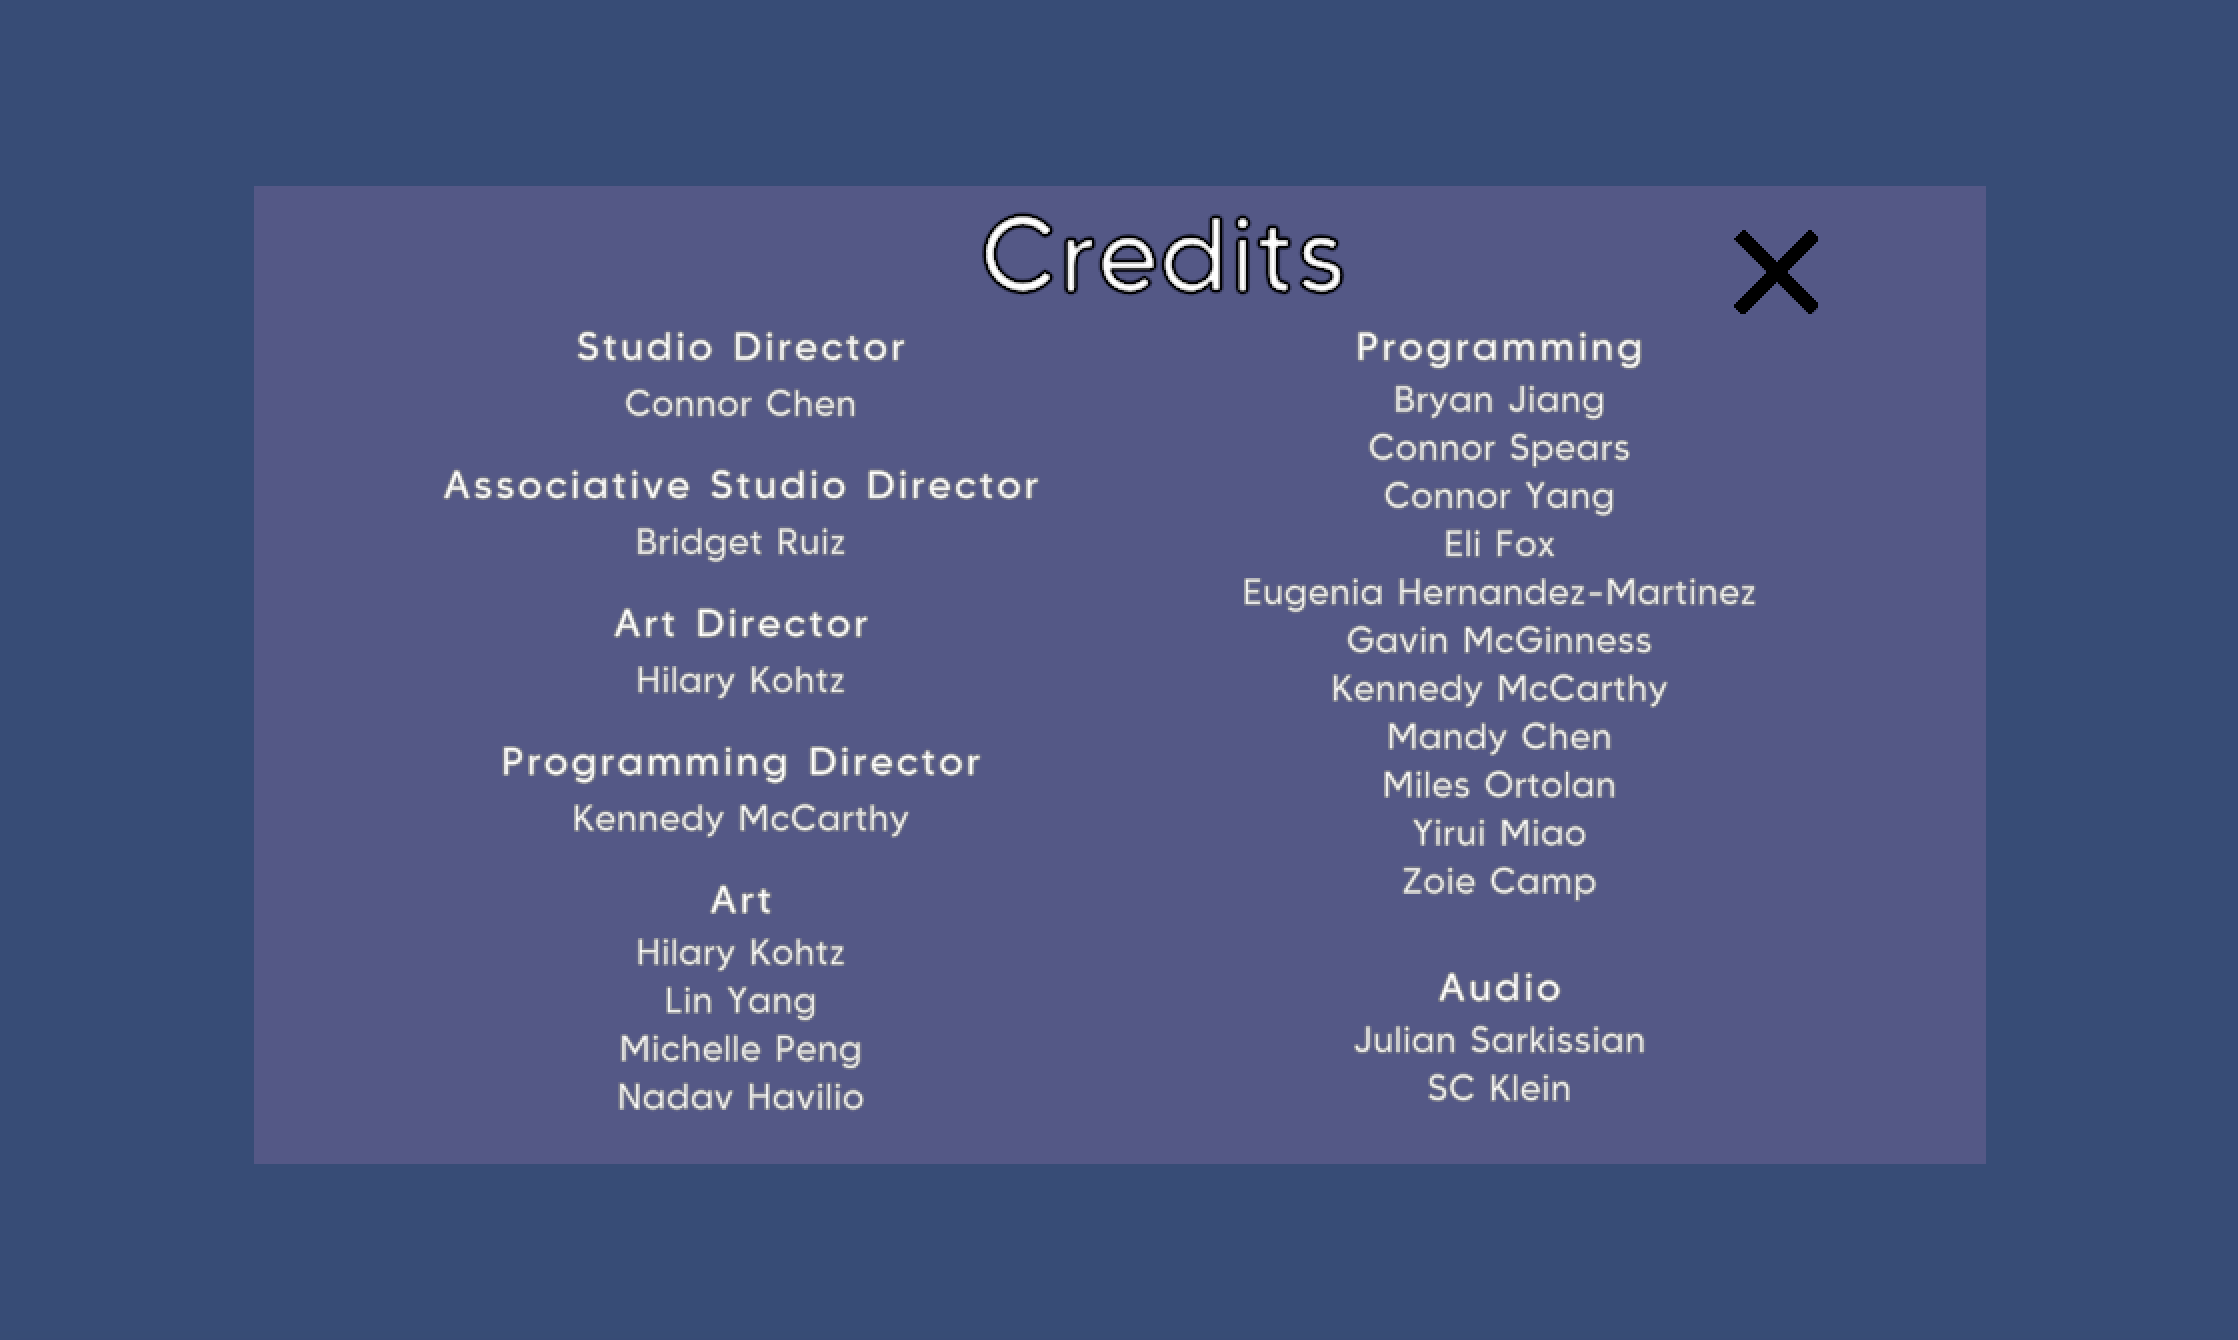 Credits
Studio Director
Connor Chen
Associative Studio Director
Bridget Ruiz
Art Director
Hilary Kohtz
Programming Director
Kennedy McCarthy
Art
Hilary Kohtz
Lin Yang
Michelle Peng
Nadav Havilio
Programming
Bryan Jiang
Connor Spears
Connor Yang
Eli Fox
Eugenia Hernandez-Martinez
Gavin McGinness
Kennedy McCarthy
Mandy Chen
Miles Ortolan
Yirui Miao
Zoie Camp
Audio
Julian Sarkissian
SC Klein